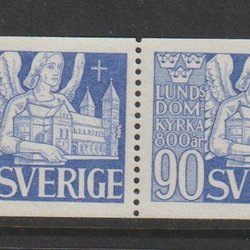 SVERIGE
LUNDS
DOM-
KYRKA
800 ÅR
90 SV